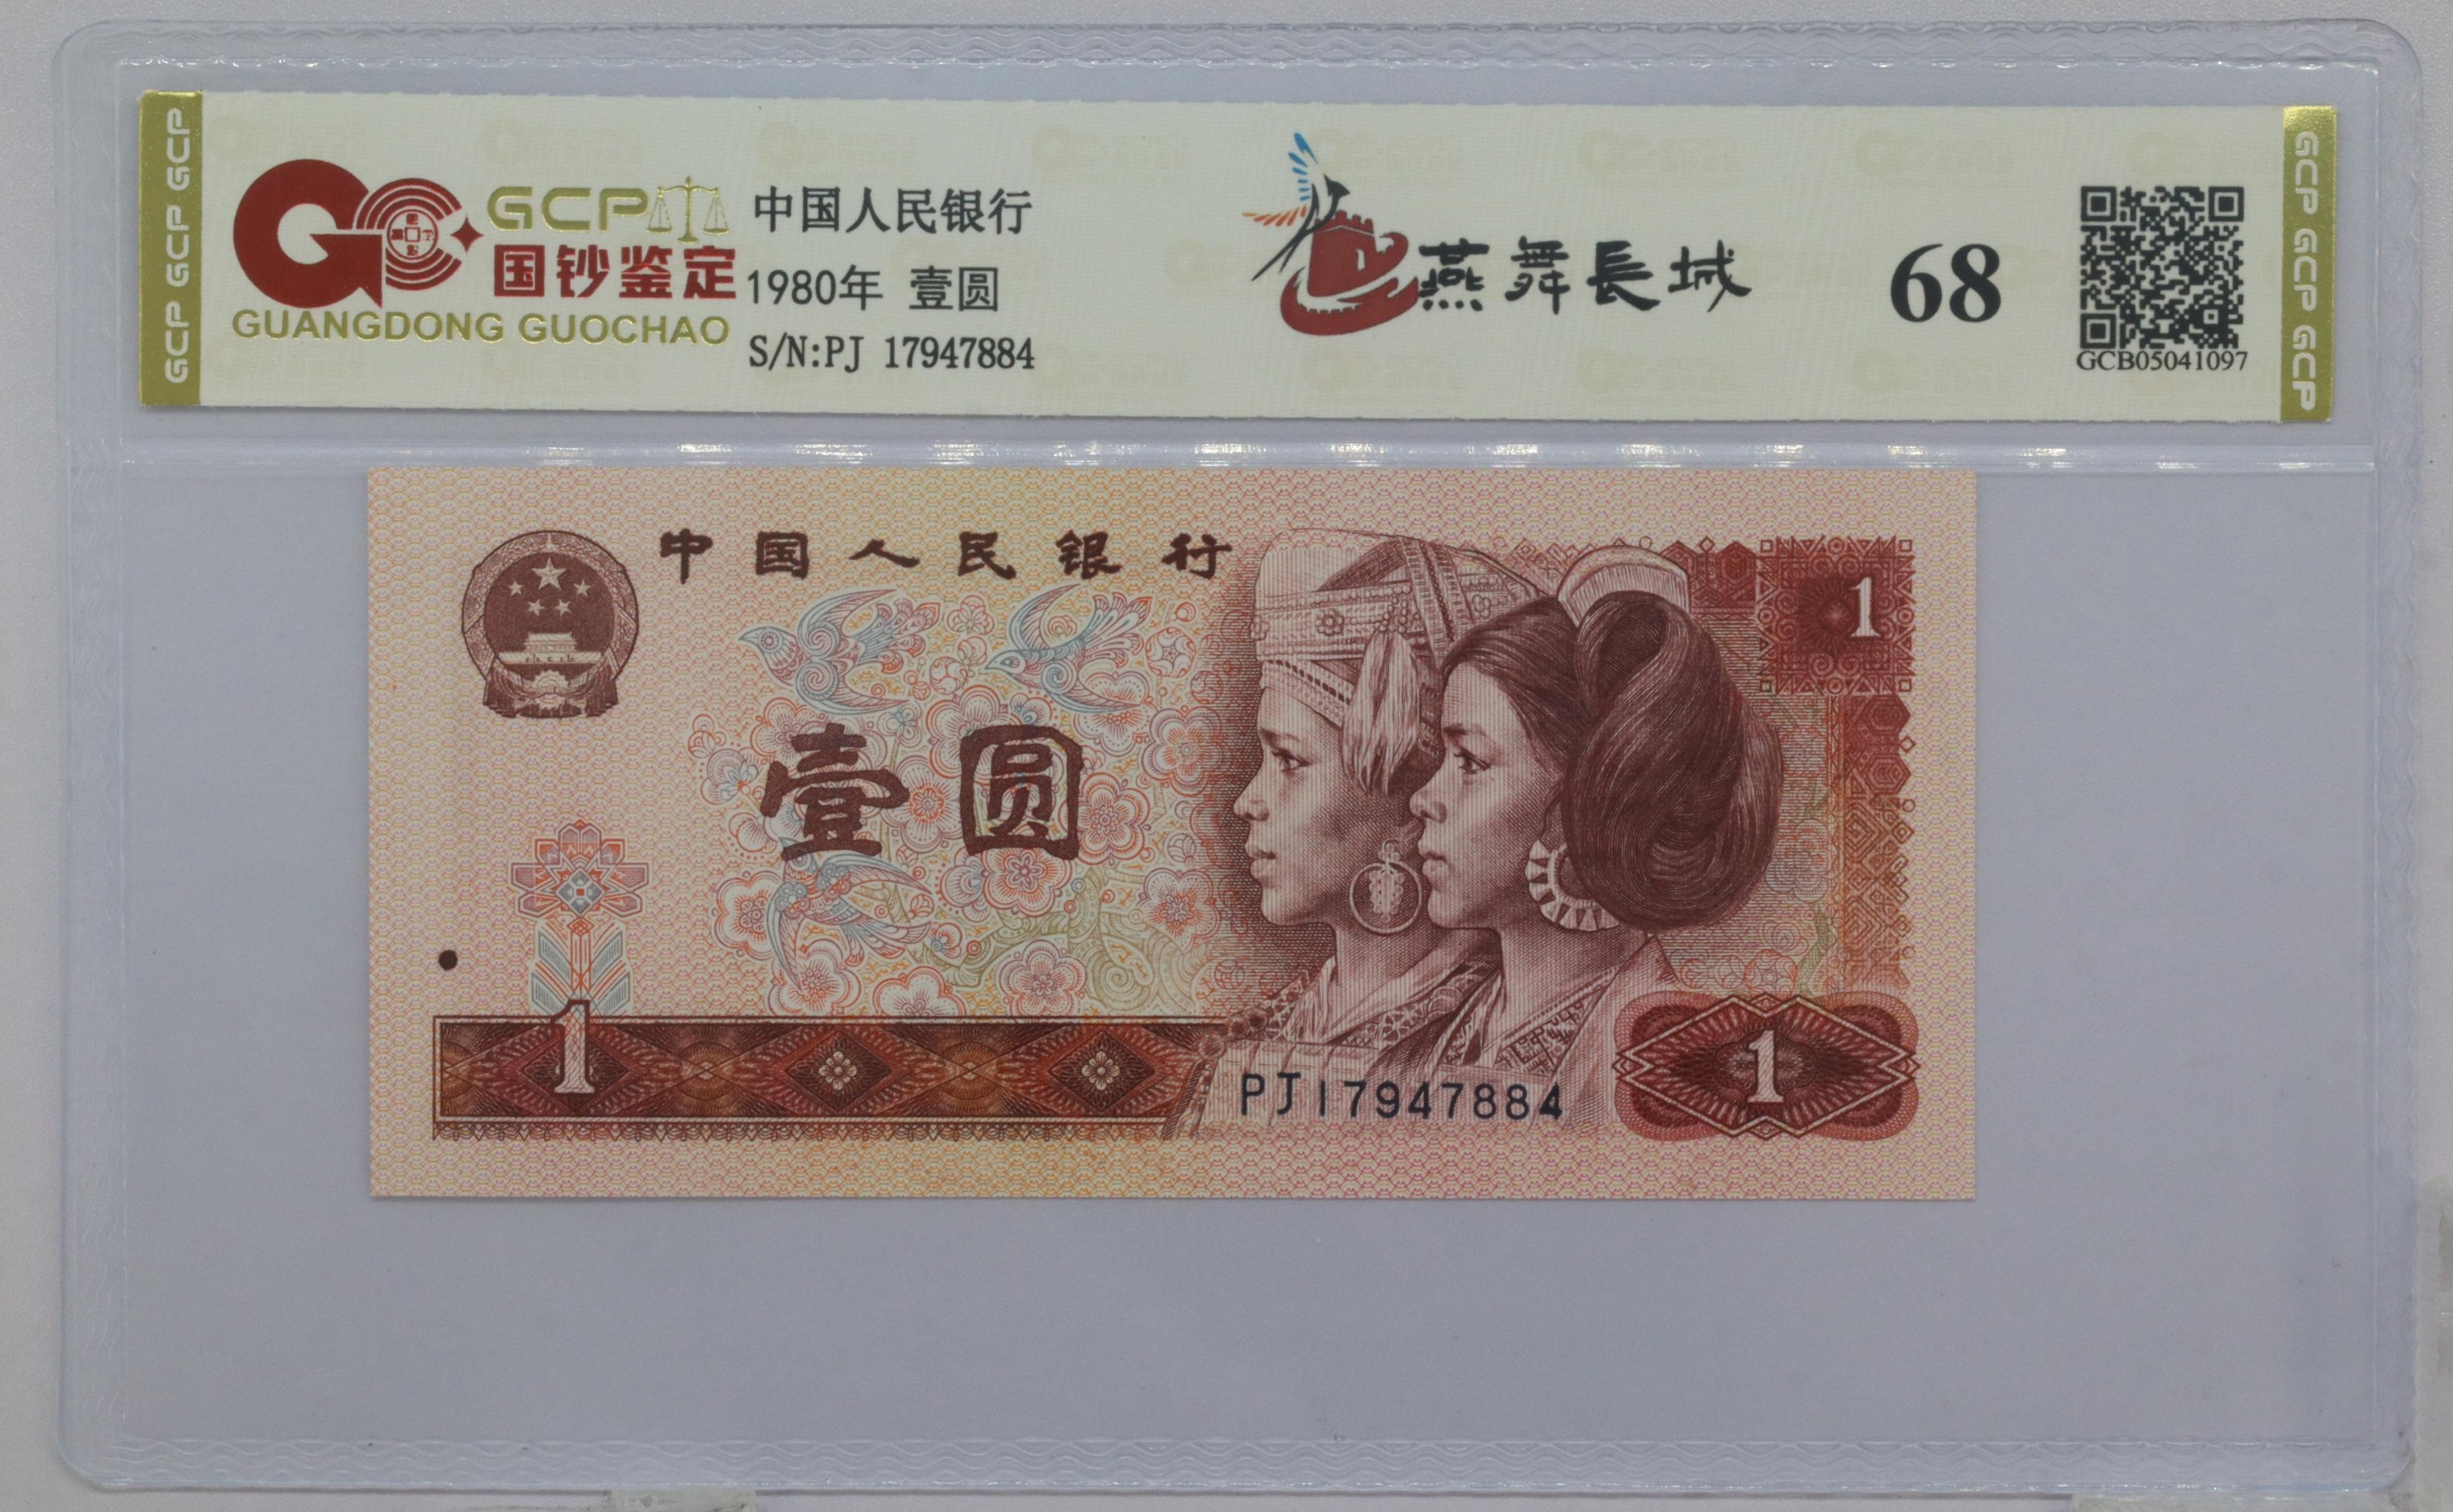 GCP GCP GCP
GCP
国钞鉴定
GUANGDONG GUOCHAO
中国人民银行
1980年 壹圆
S/N:PJ 17947884
燕舞長城
68
GCB05041097
GCP GCP GCP
中国人民银行
1
壹圆
1
PJ17947884
1